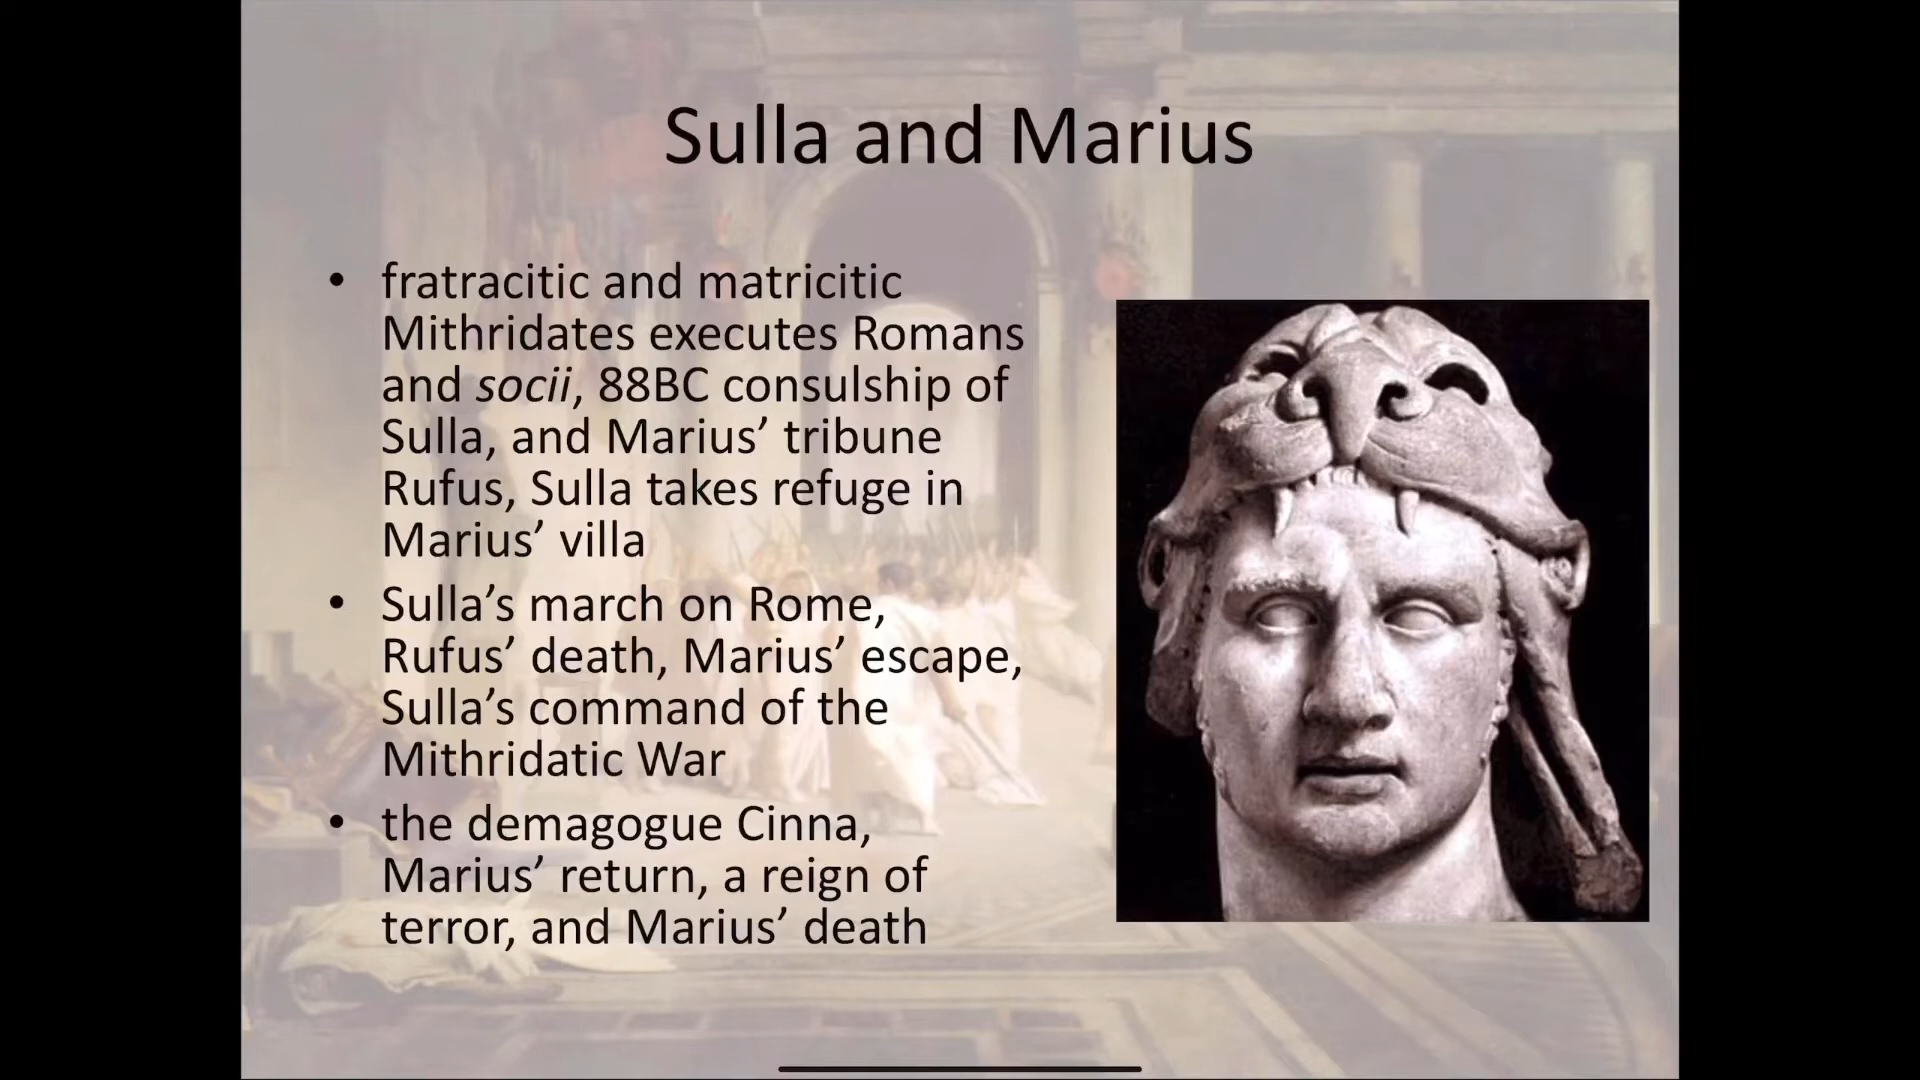 Sulla and Marius
• fratracitic and matricitic
Mithridates executes Romans
and socii, 88BC consulship of
Sulla, and Marius’ tribune
Rufus, Sulla takes refuge in
Marius’ villa
• Sulla’s march on Rome,
Rufus’ death, Marius’ escape,
Sulla’s command of the
Mithridatic War
• the demagogue Cinna,
Marius’ return, a reign of
terror, and Marius’ death